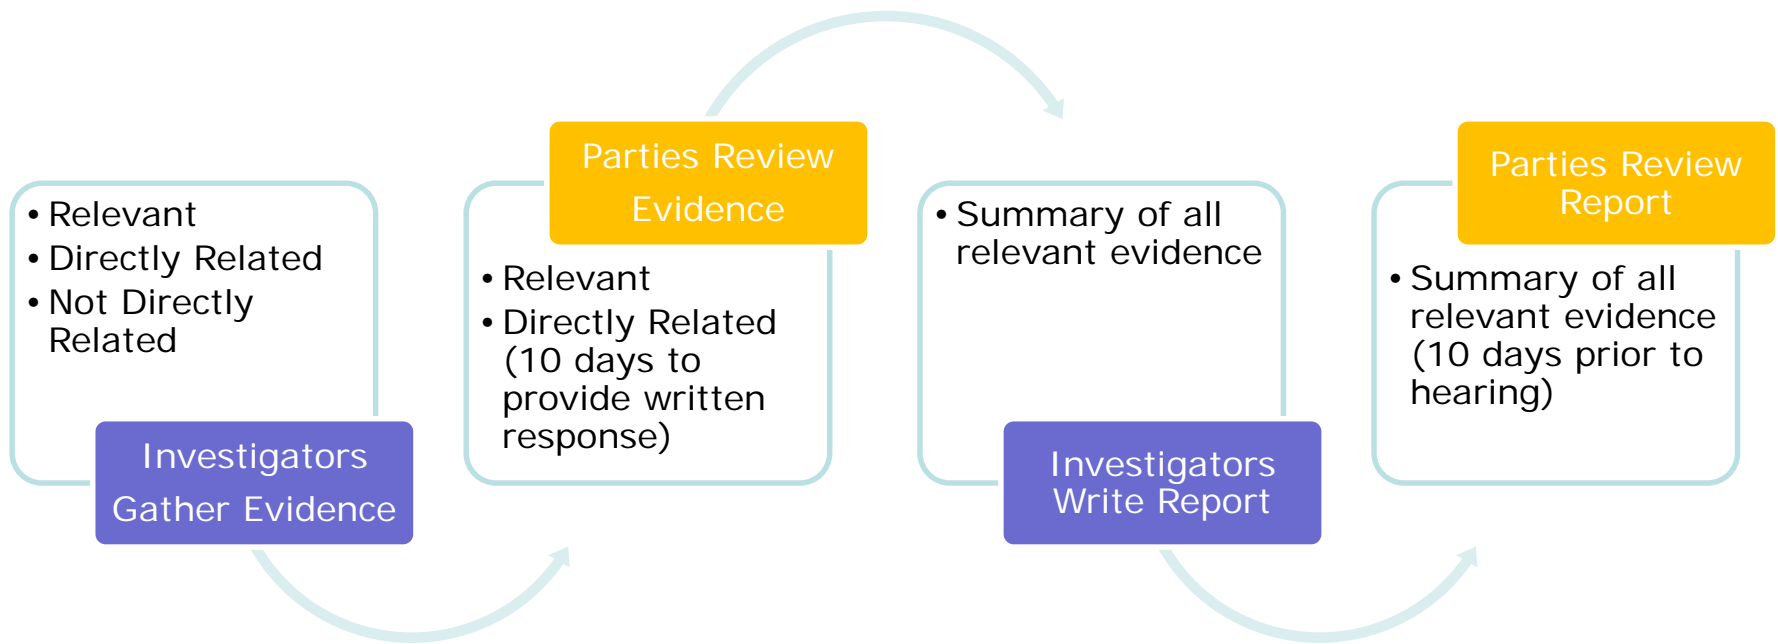 • Relevant
• Directly Related
• Not Directly
Related
Investigators
Gather Evidence
Parties Review
Evidence
• Relevant
• Directly Related
(10 days to
provide written
response)
• Summary of all
relevant evidence
Investigators
Write Report
Parties Review
Report
• Summary of all
relevant evidence
(10 days prior to
hearing)